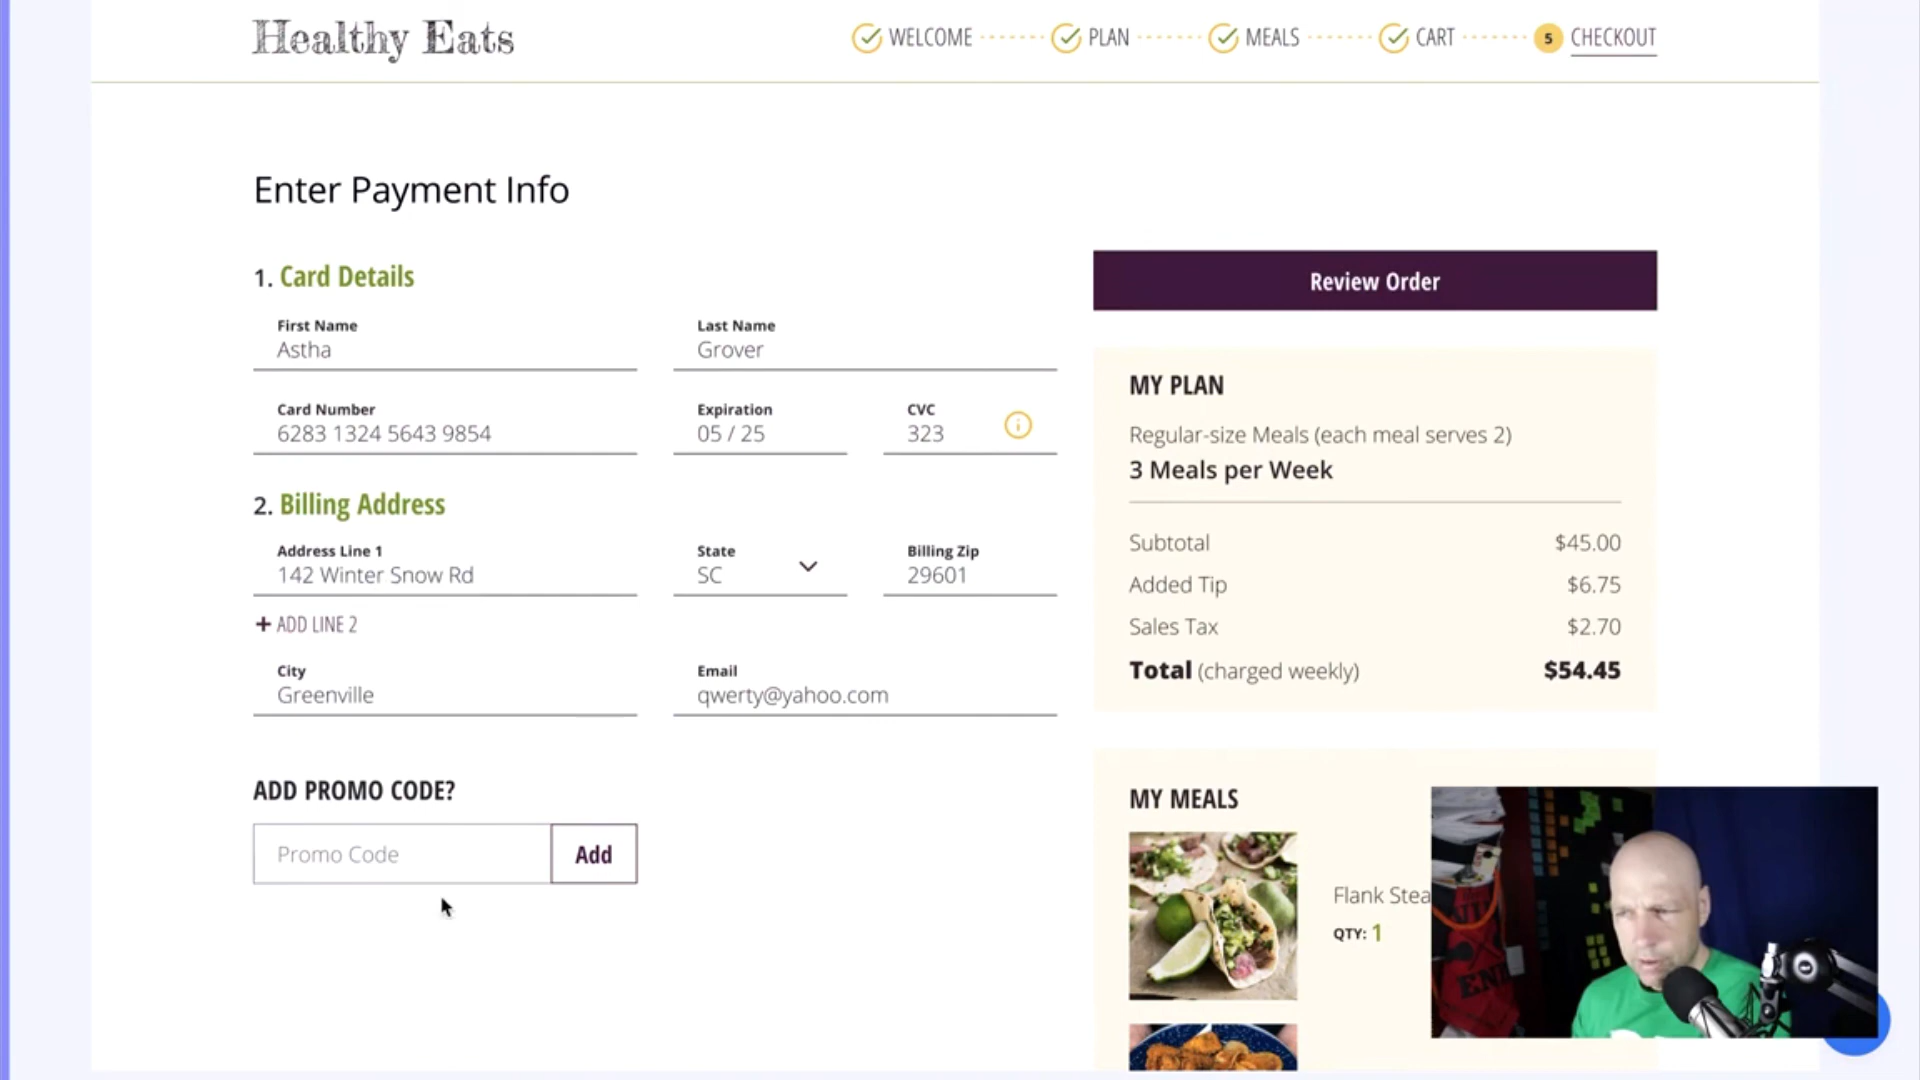 Healthy Eats
WELCOME
PLAN
MEALS
CART
5 CHECKOUT
Enter Payment Info
1. Card Details
First Name
Astha
Last Name
Grover
Card Number
6283 1324 5643 9854
Expiration
05 / 25
CVC
323
2. Billing Address
Address Line 1
142 Winter Snow Rd
State
SC
Billing Zip
29601
+ ADD LINE 2
City
Greenville
Email
qwerty@yahoo.com
ADD PROMO CODE?
Promo Code
Add
Review Order
MY PLAN
Regular-size Meals (each meal serves 2)
3 Meals per Week
Subtotal $45.00
Added Tip $6.75
Sales Tax $2.70
Total (charged weekly) $54.45
MY MEALS
Flank Stea
QTY: 1